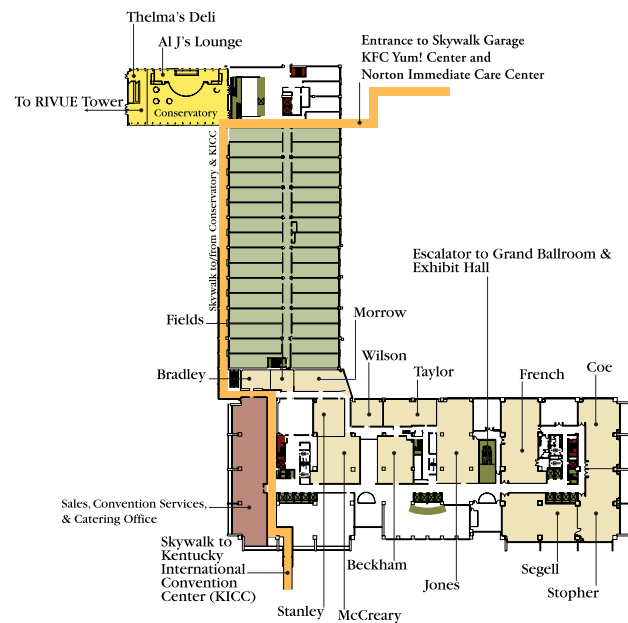 Thelma's Deli
Al J's Lounge
Entrance to Skywalk Garage
KFC Yum! Center and
Norton Immediate Care Center
To RIVUE Tower
Conservatory
Skywalk to/from Conservatory & KICC
Escalator to Grand Ballroom &
Exhibit Hall
Fields
Morrow
Wilson
Bradley
Taylor
French
Coe
Sales, Convention Services,
& Catering Office
Skywalk to
Kentucky
International
Convention
Center (KICC)
Beckham
Segell
Jones
Stopher
Stanley
McCreary